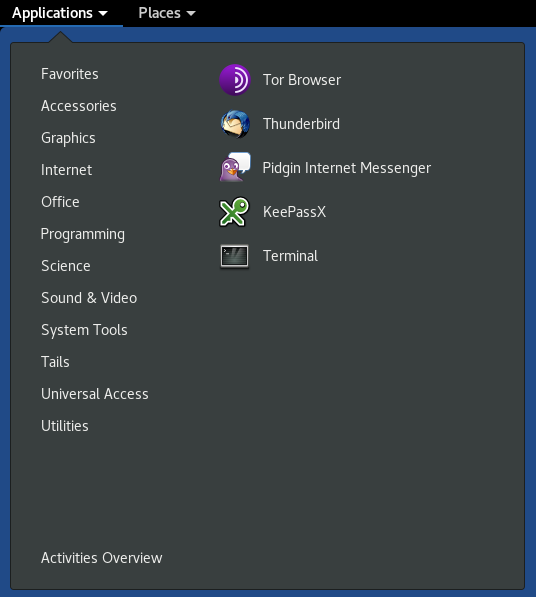 Applications Places
Favorites
Accessories
Graphics
Internet
Office
Programming
Science
Sound & Video
System Tools
Tails
Universal Access
Utilities
Activities Overview
Tor Browser
Thunderbird
Pidgin Internet Messenger
KeePassX
Terminal